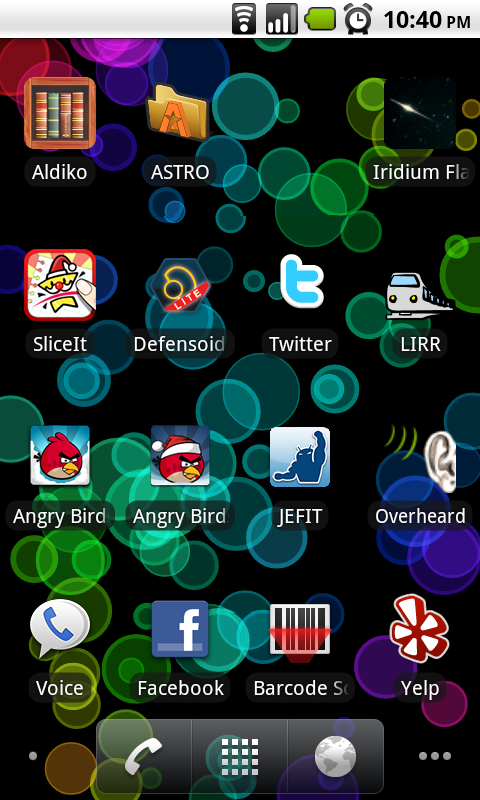 10:40 PM
Aldiko
ASTRO
Iridium Fla
SliceIt
LITE
Defensoid
Twitter
LIRR
Angry Bird
Angry Bird
JEFIT
Overheard
Voice
Facebook
Barcode Sc
Yelp